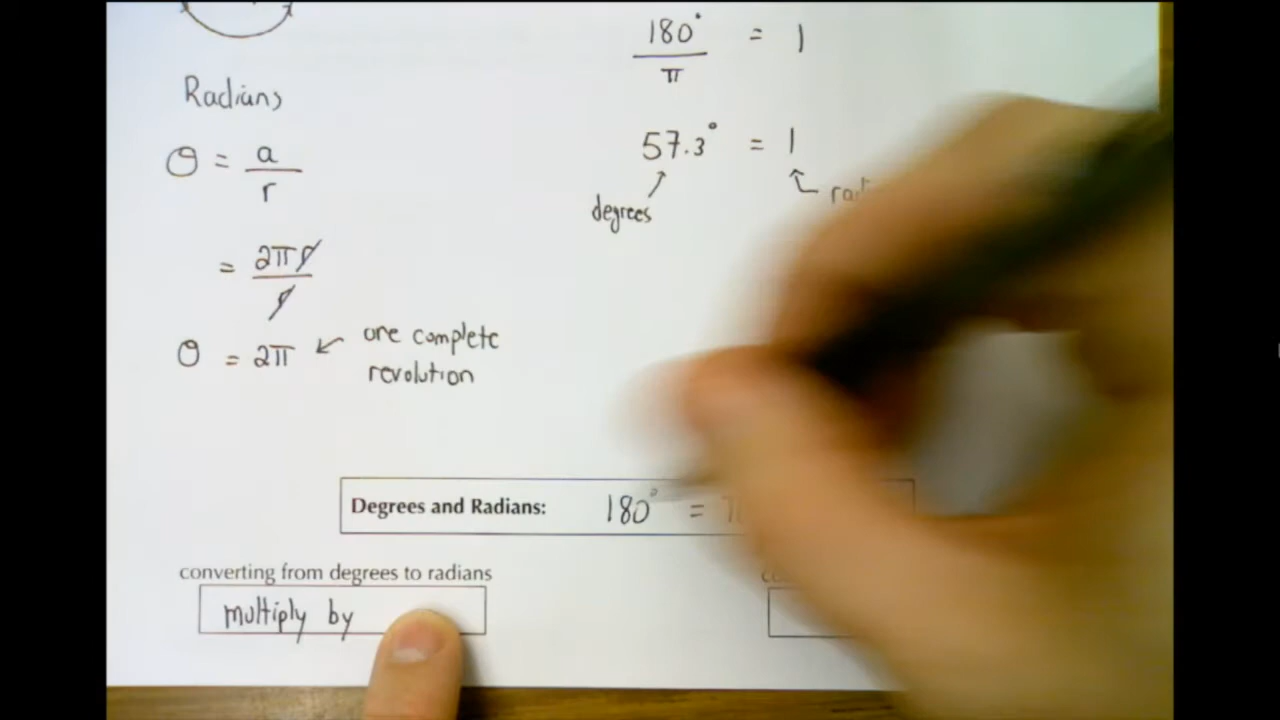 Radians
θ = a
r
= 2πr
r
θ = 2π ↙ one complete
revolution
180° = 1
π
57.3° = 1
degrees
Degrees and Radians: 180° = π
converting from degrees to radians
multiply by